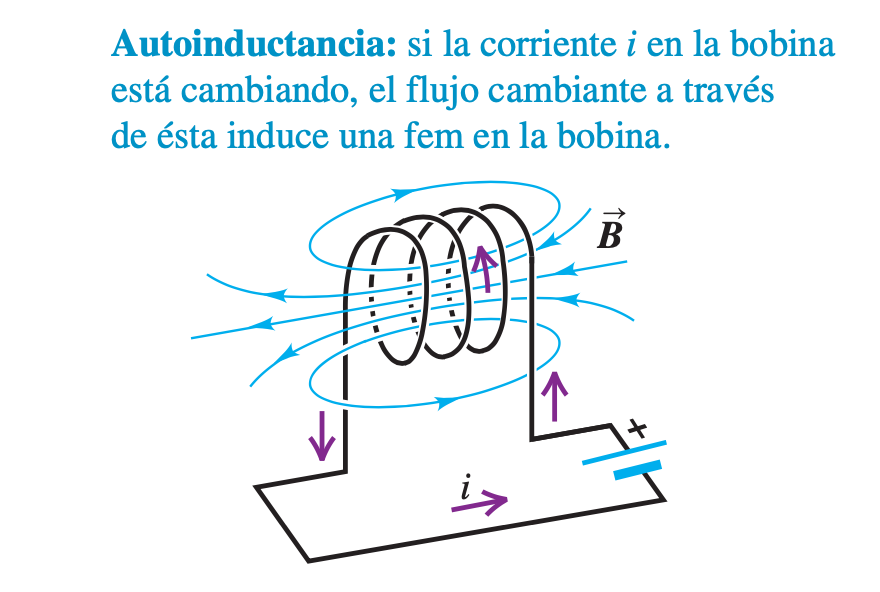 Autoinductancia: si la corriente i en la bobina
está cambiando, el flujo cambiante a través
de ésta induce una fem en la bobina.
B⃗
+
i